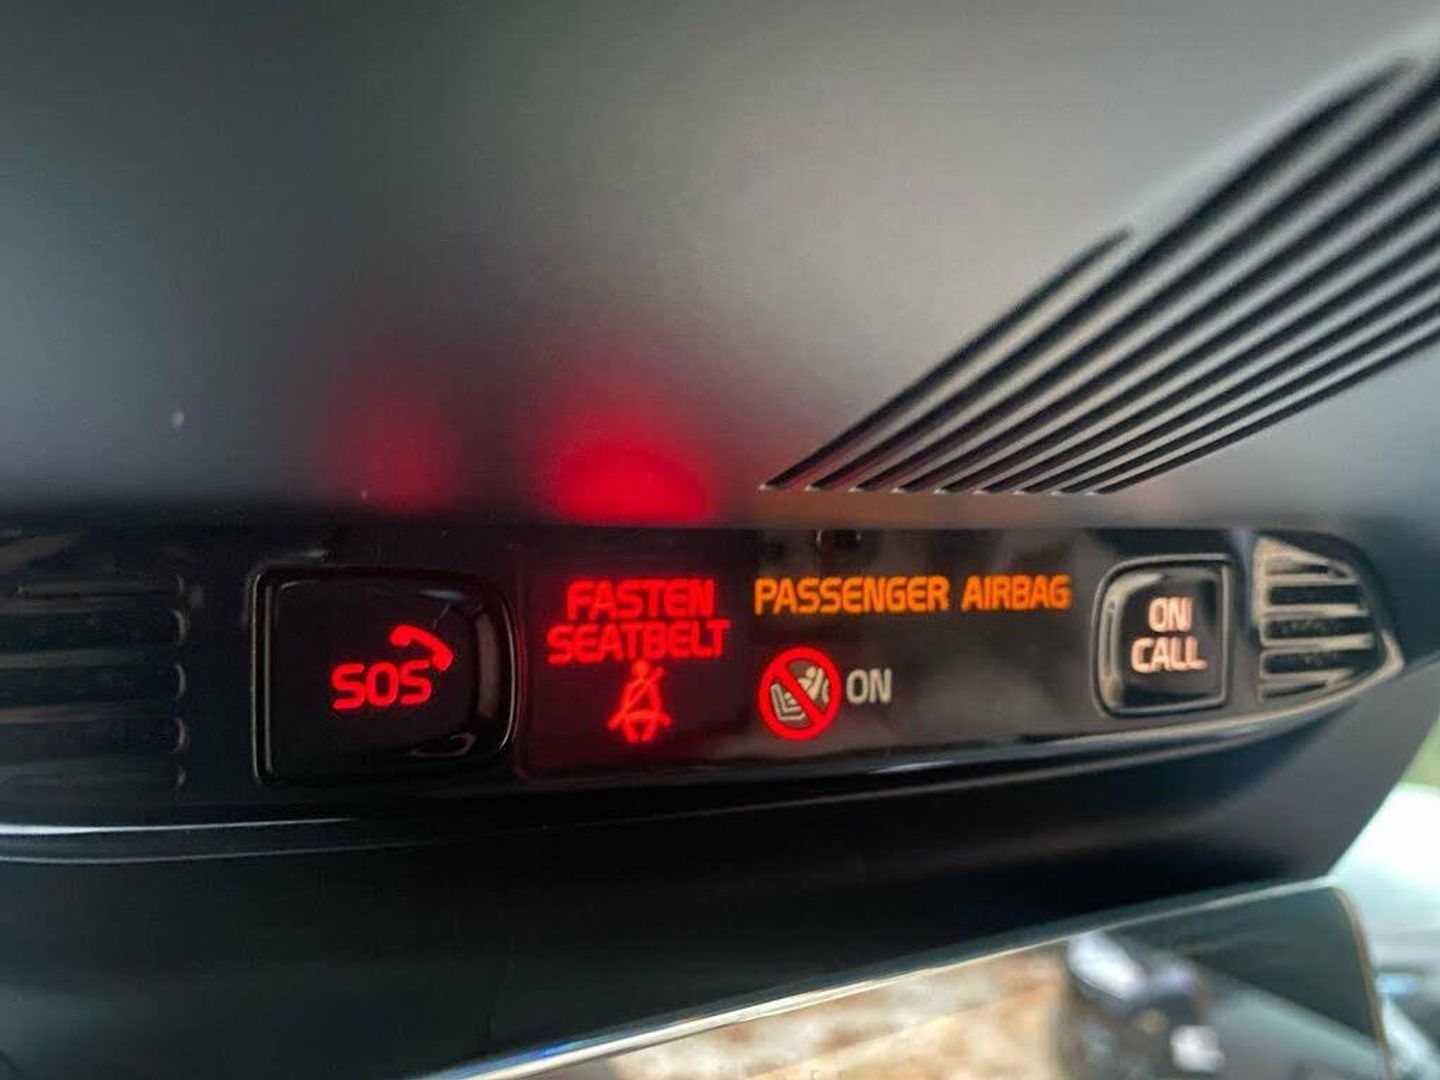 SOS
FASTEN
SEATBELT
PASSENGER AIRBAG
ON
ON
CALL